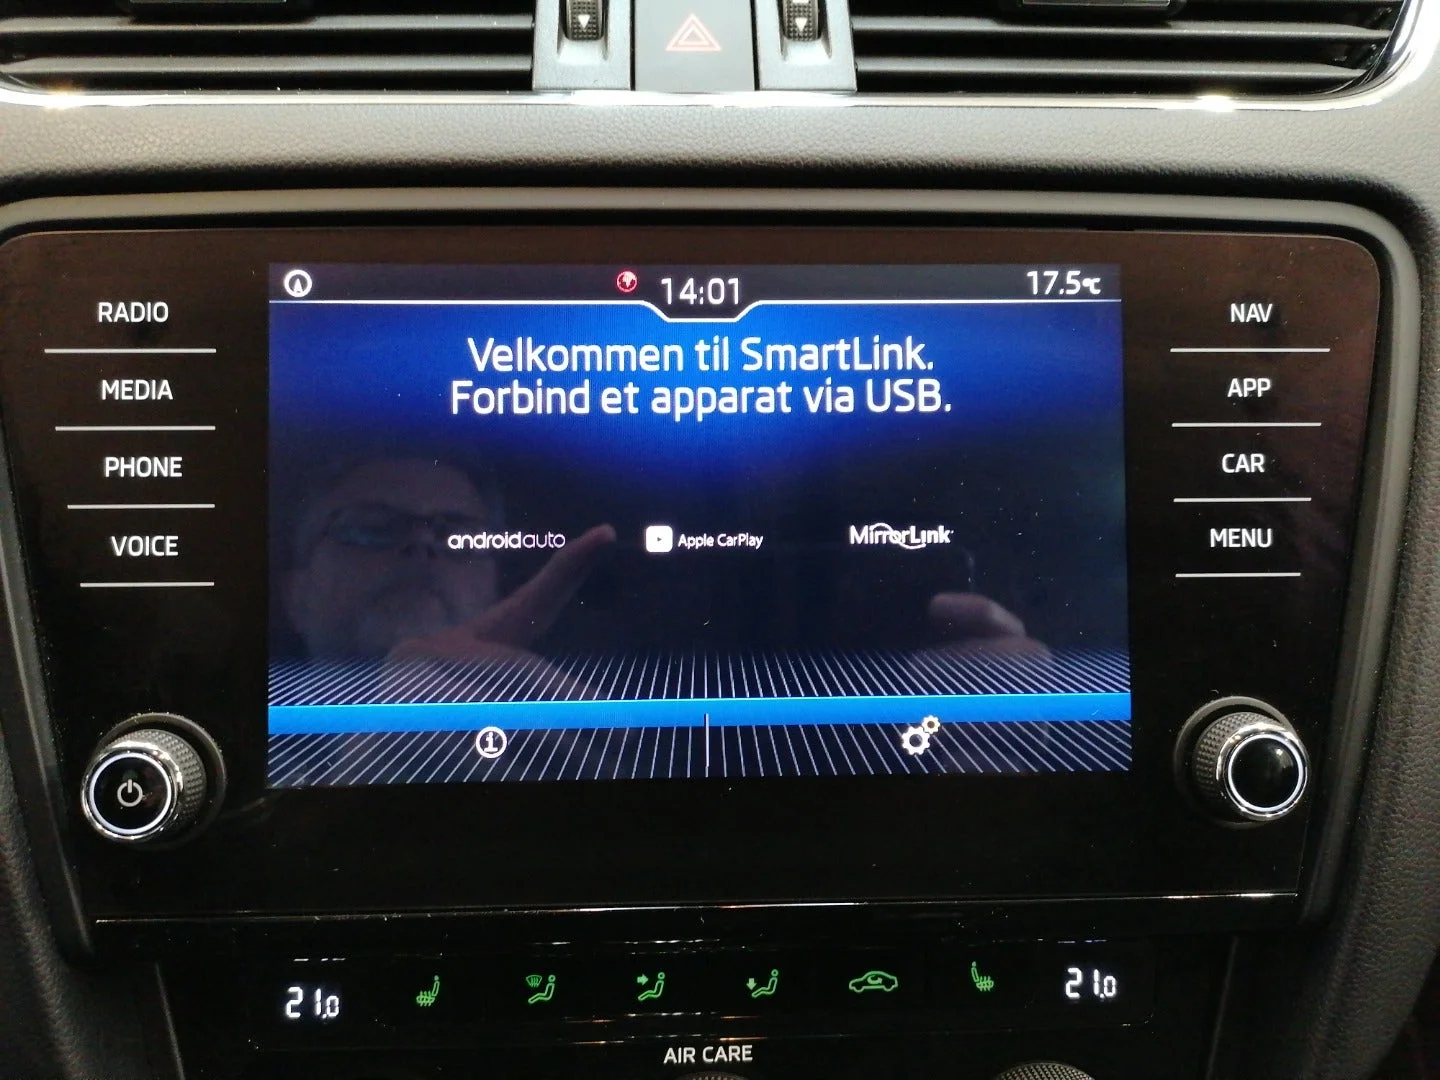 14:01
17.5°C
RADIO
MEDIA
PHONE
VOICE
Velkommen til SmartLink.
Forbind et apparat via USB.
androidauto
Apple CarPlay
MirrorLink
NAV
APP
CAR
MENU
21.0
21.0
AIR CARE